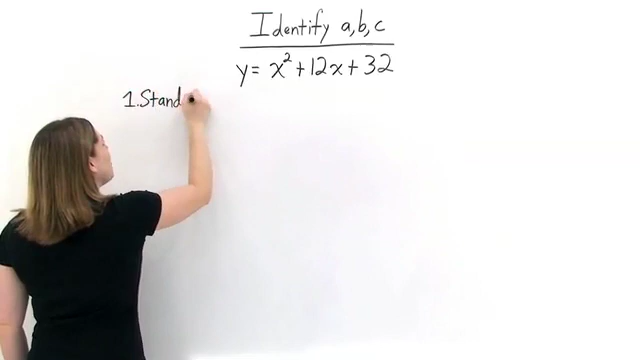 Identify a,b,c
y = x² + 12x + 32
1. Stand